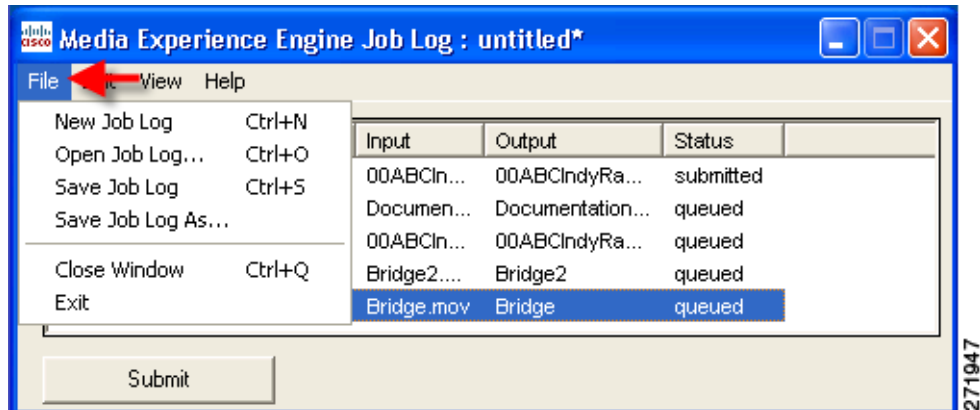 cisco Media Experience Engine Job Log : untitled*
File View Help
New Job Log Ctrl+N
Open Job Log... Ctrl+O
Save Job Log Ctrl+S
Save Job Log As...
Close Window Ctrl+Q
Exit
Input Output Status
00ABCIn... 00ABCIndyRa... submitted
Documen... Documentation... queued
00ABCIn... 00ABCIndyRa... queued
Bridge2.... Bridge2 queued
Bridge.mov Bridge queued
Submit
271947